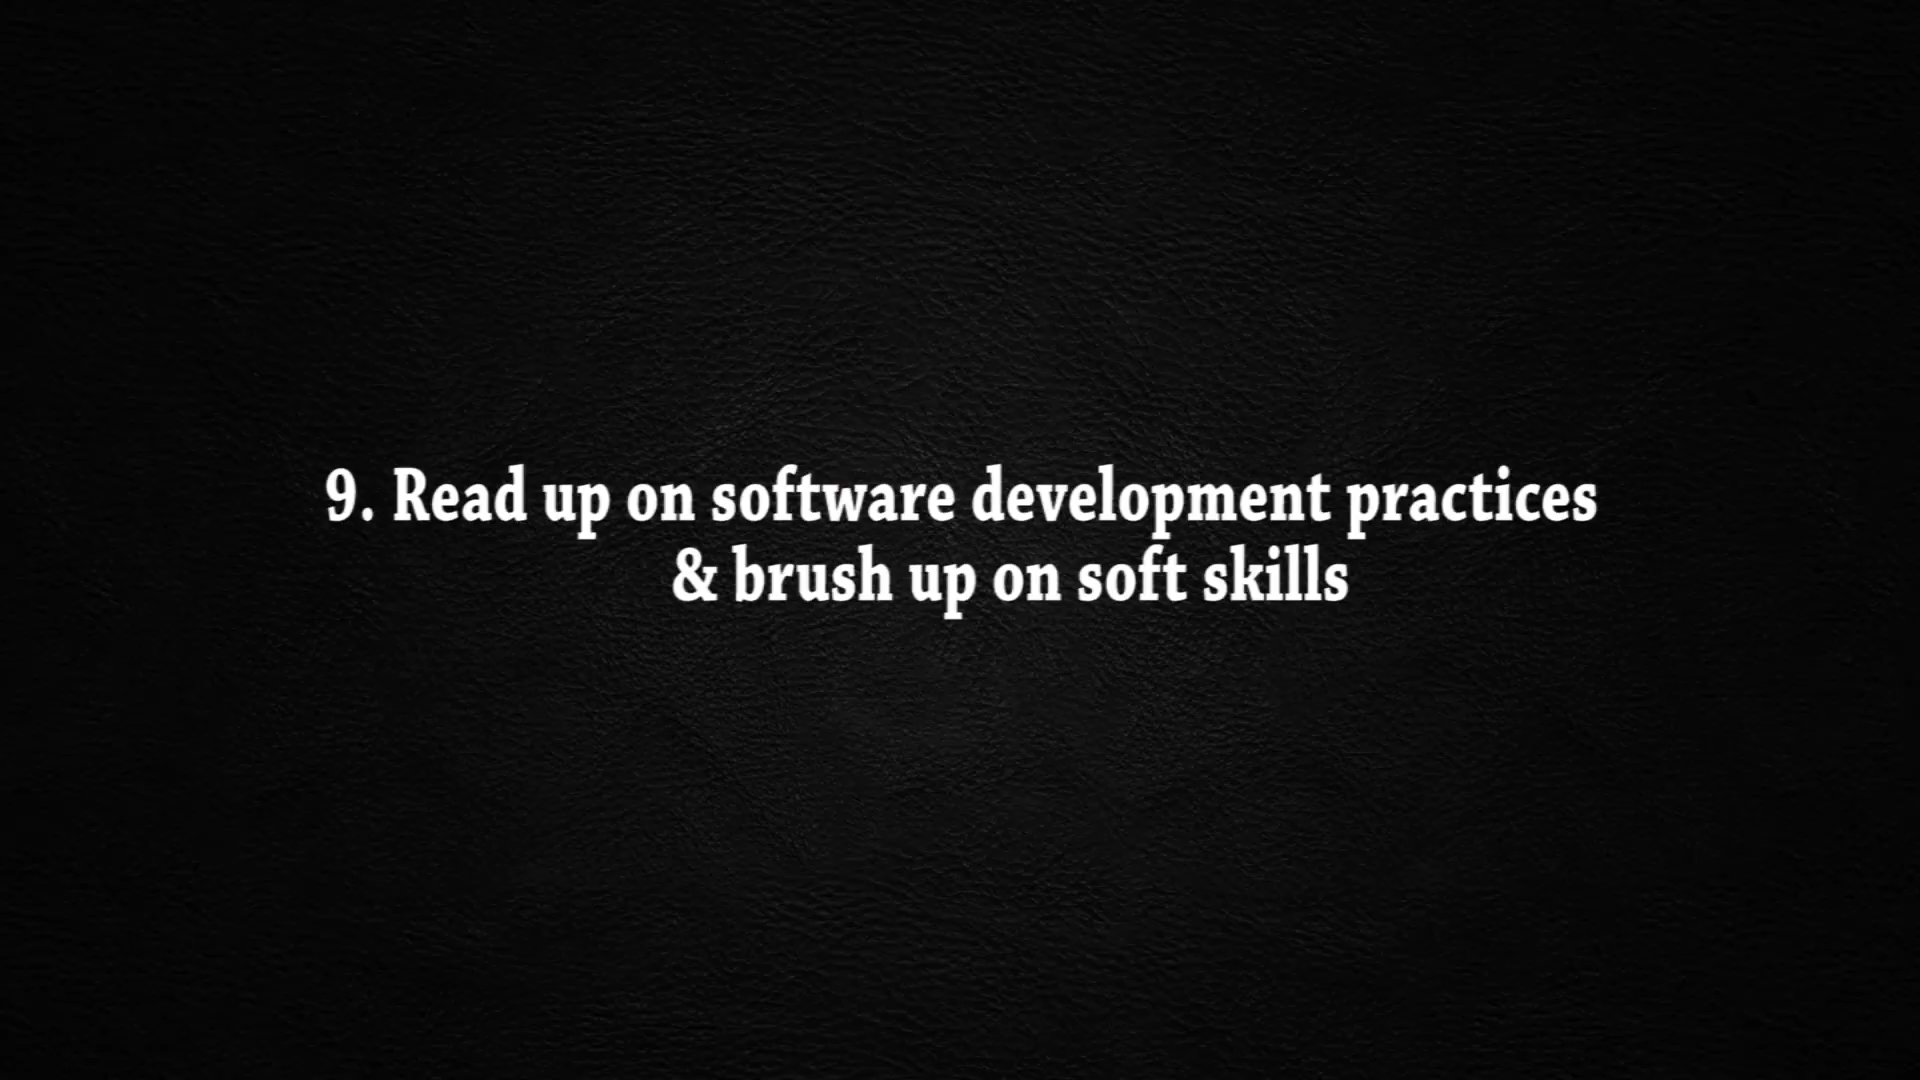 9. Read up on software development practices
& brush up on soft skills